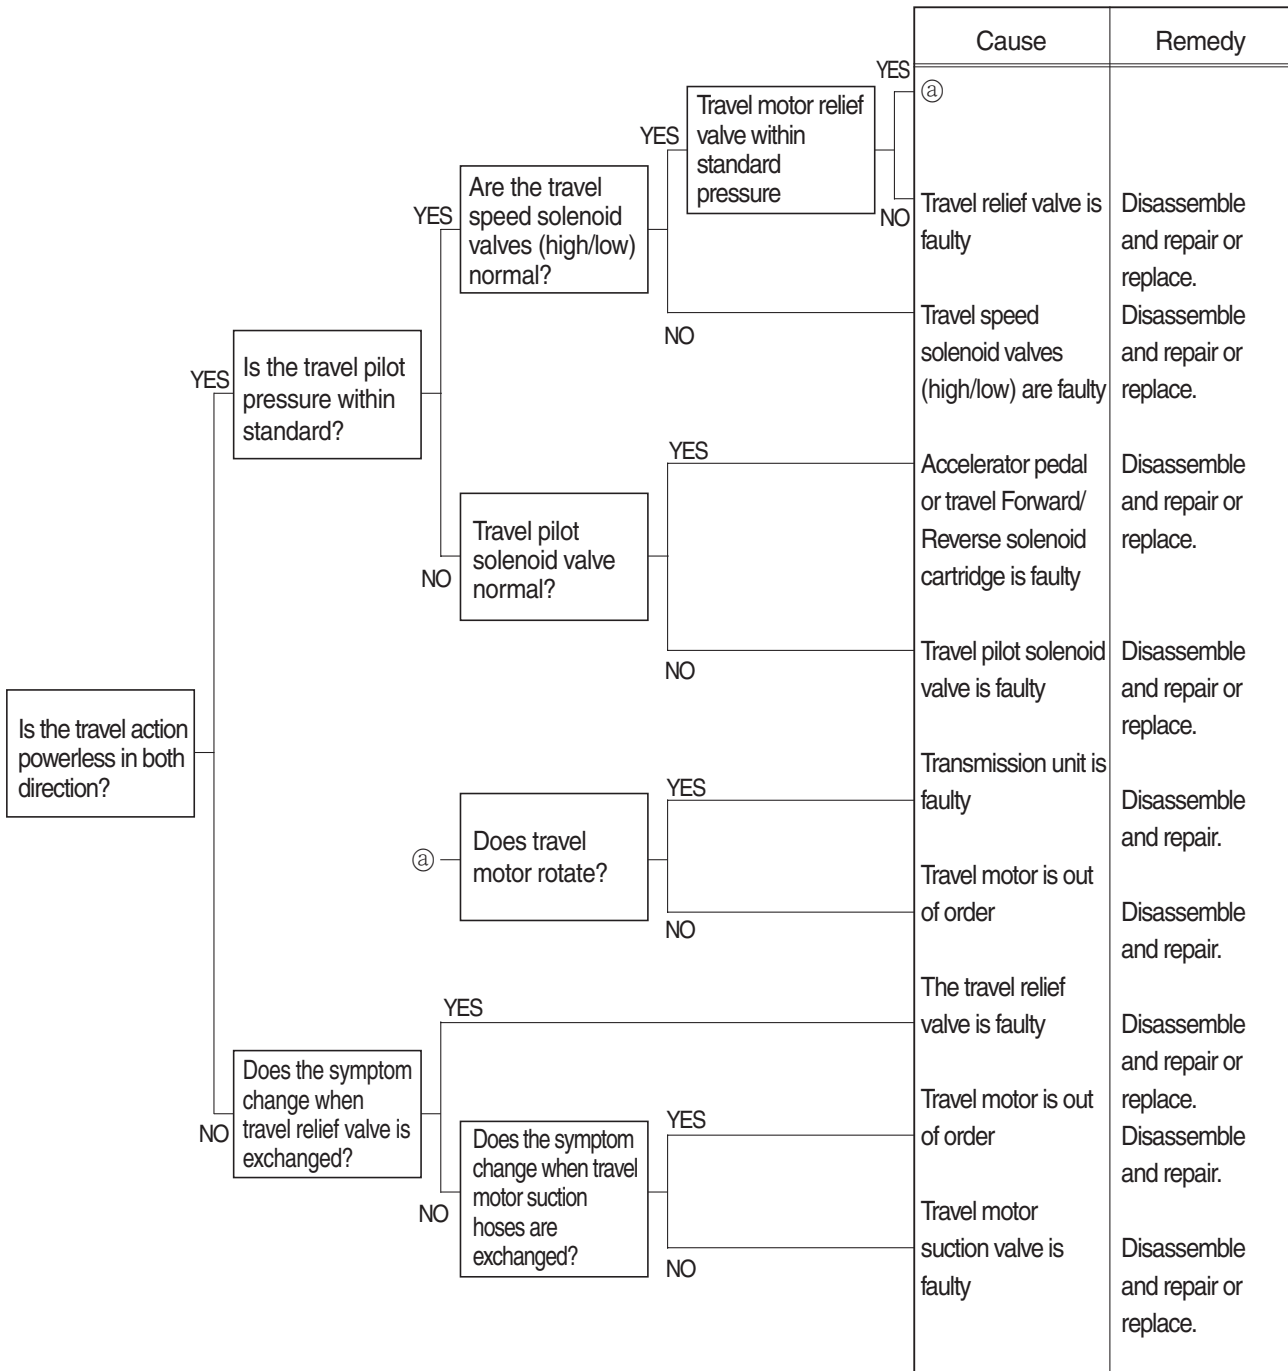 Cause
Remedy
YES
ⓐ
Travel motor relief
valve within
standard
pressure
YES
NO
Travel relief valve is
faulty
Disassemble
and repair or
replace.
Are the travel
speed solenoid
valves (high/low)
normal?
YES
NO
Travel speed
solenoid valves
(high/low) are faulty
Disassemble
and repair or
replace.
Is the travel pilot
pressure within
standard?
YES
YES
Accelerator pedal
or travel Forward/
Reverse solenoid
cartridge is faulty
Disassemble
and repair or
replace.
Travel pilot
solenoid valve
normal?
NO
NO
Travel pilot solenoid
valve is faulty
Disassemble
and repair or
replace.
Is the travel action
powerless in both
direction?
YES
Transmission unit is
faulty
Disassemble
and repair.
ⓐ
Does travel
motor rotate?
NO
Travel motor is out
of order
Disassemble
and repair.
YES
The travel relief
valve is faulty
Disassemble
and repair or
replace.
Does the symptom
change when
travel relief valve is
exchanged?
NO
YES
Travel motor is out
of order
Disassemble
and repair.
Does the symptom
change when travel
motor suction
hoses are
exchanged?
NO
NO
Travel motor
suction valve is
faulty
Disassemble
and repair or
replace.